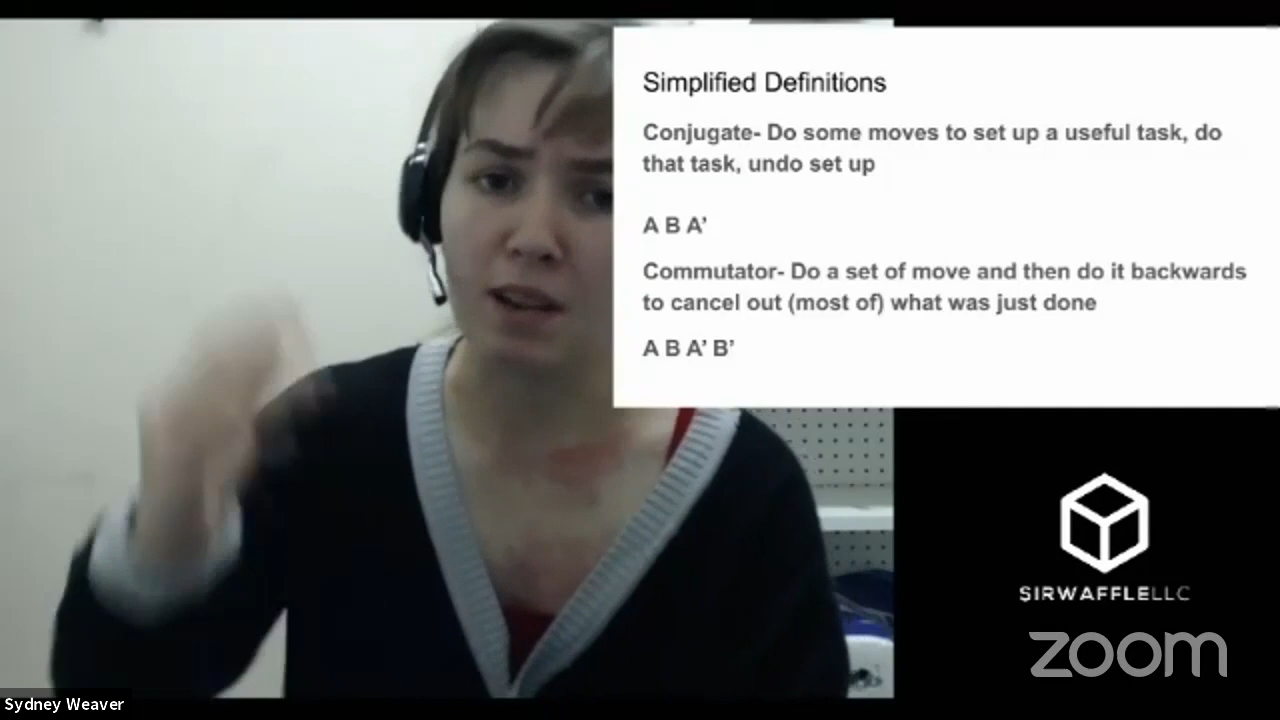 Simplified Definitions
Conjugate- Do some moves to set up a useful task, do
that task, undo set up
A B A’
Commutator- Do a set of move and then do it backwards
to cancel out (most of) what was just done
A B A’ B’
SIRWAFFLELLC
zoom
Sydney Weaver